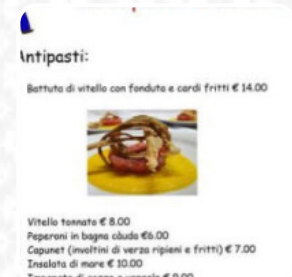 Antipasti:
Battuta di vitello con fonduta e cardi fritti € 14.00
Vitello tonnato € 8.00
Peperoni in bagna càuda €6.00
Capunet (involtini di verza ripieni e fritti) € 7.00
Insalata di mare € 10.00